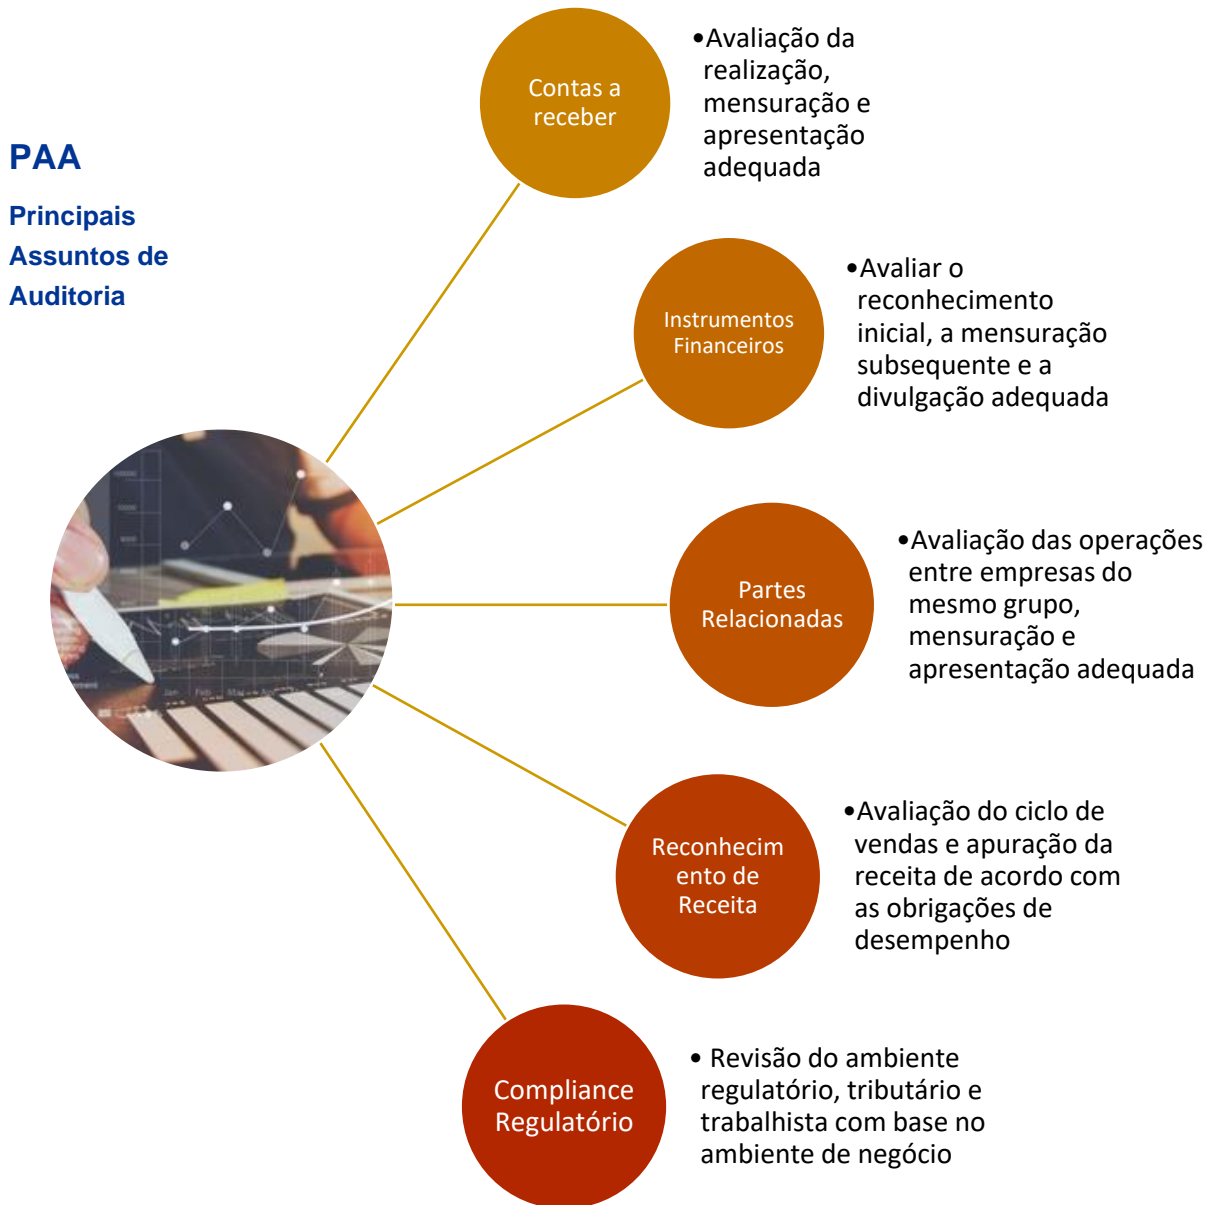 PAA
Principais
Assuntos de
Auditoria
Contas a
receber
•Avaliação da
realização,
mensuração e
apresentação
adequada
Instrumentos
Financeiros
•Avaliar o
reconhecimento
inicial, a mensuração
subsequente e a
divulgação adequada
Partes
Relacionadas
•Avaliação das operações
entre empresas do
mesmo grupo,
mensuração e
apresentação adequada
Reconhecim
ento de
Receita
•Avaliação do ciclo de
vendas e apuração da
receita de acordo com
as obrigações de
desempenho
Compliance
Regulatório
• Revisão do ambiente
regulatório, tributário e
trabalhista com base no
ambiente de negócio
Jan Feb Mar